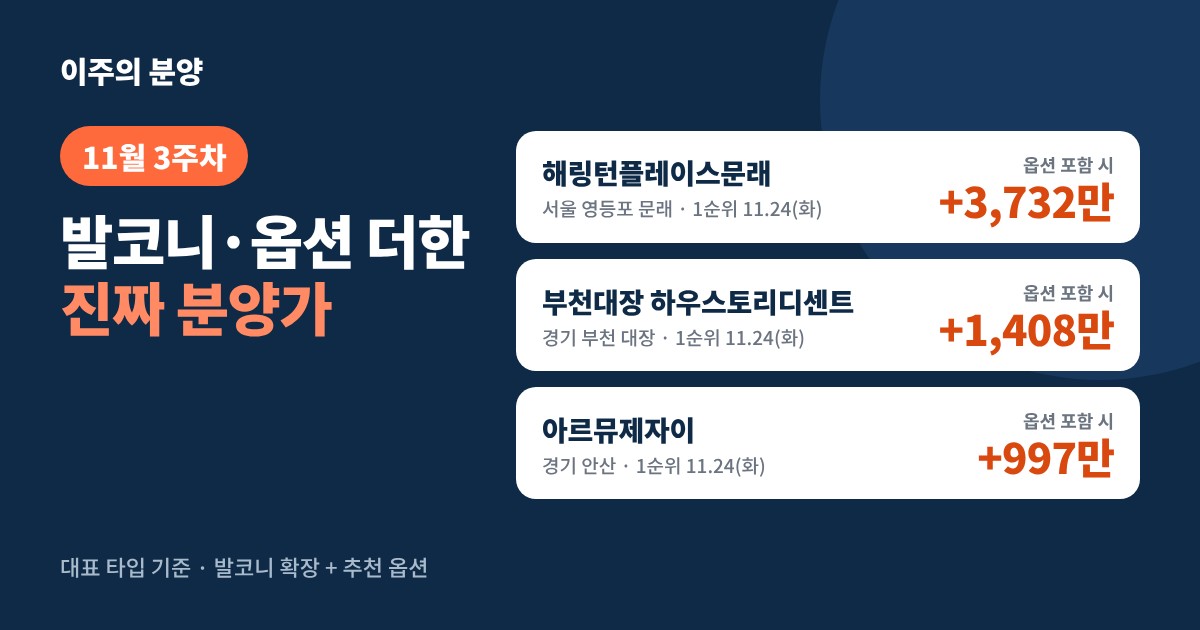 이주의 분양
11월 3주차
발코니·옵션 더한
진짜 분양가
해링턴플레이스문래
서울 영등포 문래 · 1순위 11.24(화)
옵션 포함 시
+3,732만
부천대장 하우스토리디센트
경기 부천 대장 · 1순위 11.24(화)
옵션 포함 시
+1,408만
아르뮤제자이
경기 안산 · 1순위 11.24(화)
옵션 포함 시
+997만
대표 타입 기준 · 발코니 확장 + 추천 옵션